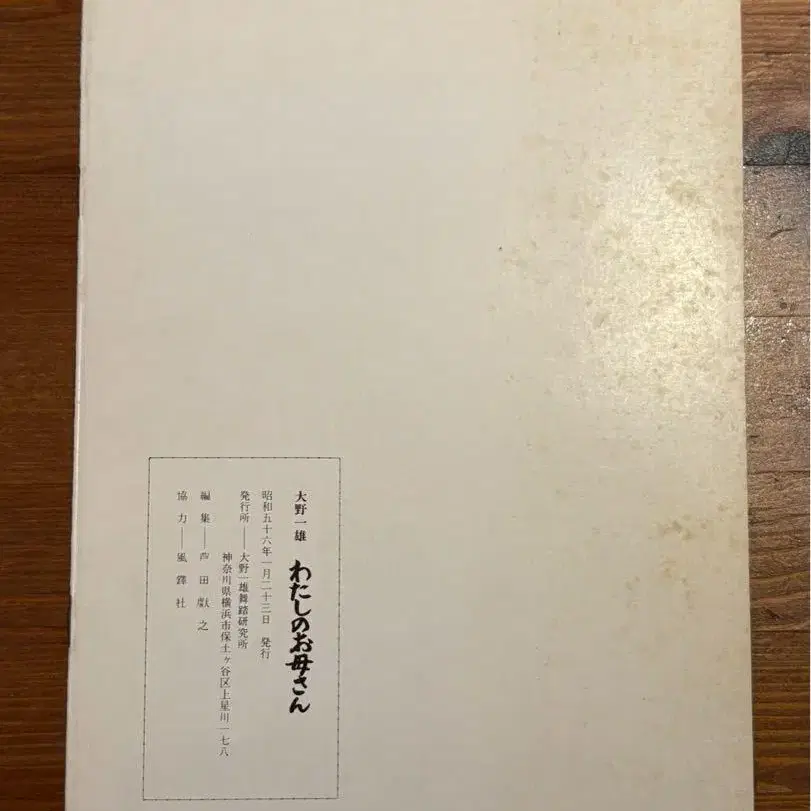 大野一雄 わたしのお母さん
昭和五十六年一月二十三日 発行
発行所——大野一雄舞踏研究所
神奈川県横浜市保土ヶ谷区上星川一七八
編集——芦田献之
協力——風鐸社